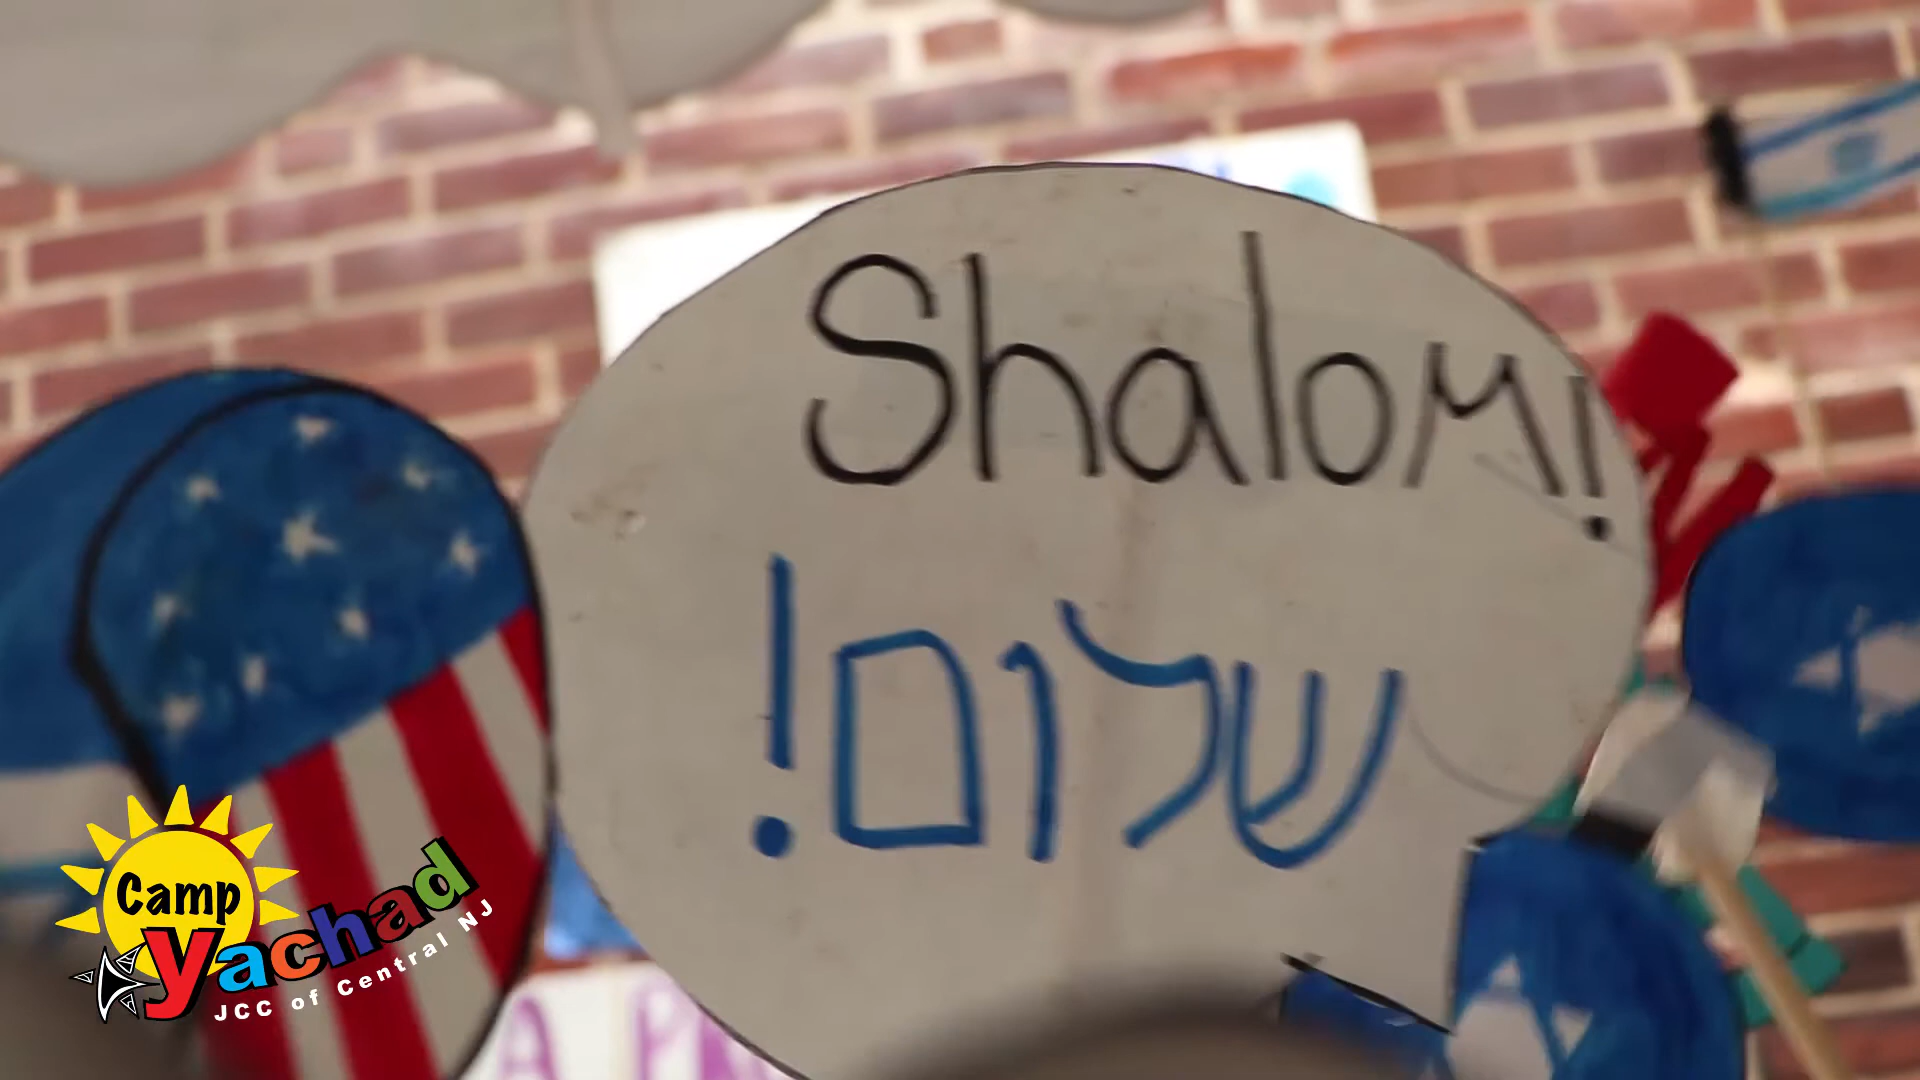 Shalom!
שלום!
Camp
Yachad
JCC of Central NJ